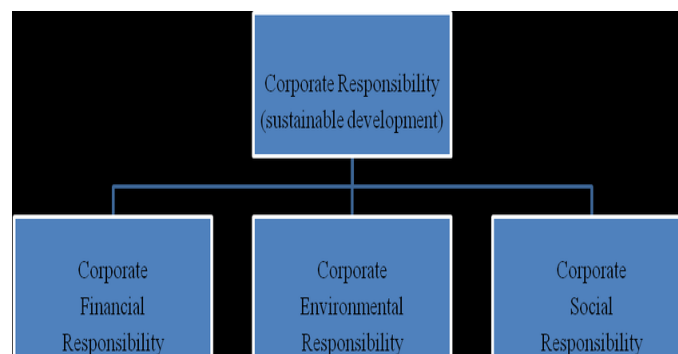 Corporate Responsibility
(sustainable development)
Corporate
Financial
Responsibility
Corporate
Environmental
Responsibility
Corporate
Social
Responsibility